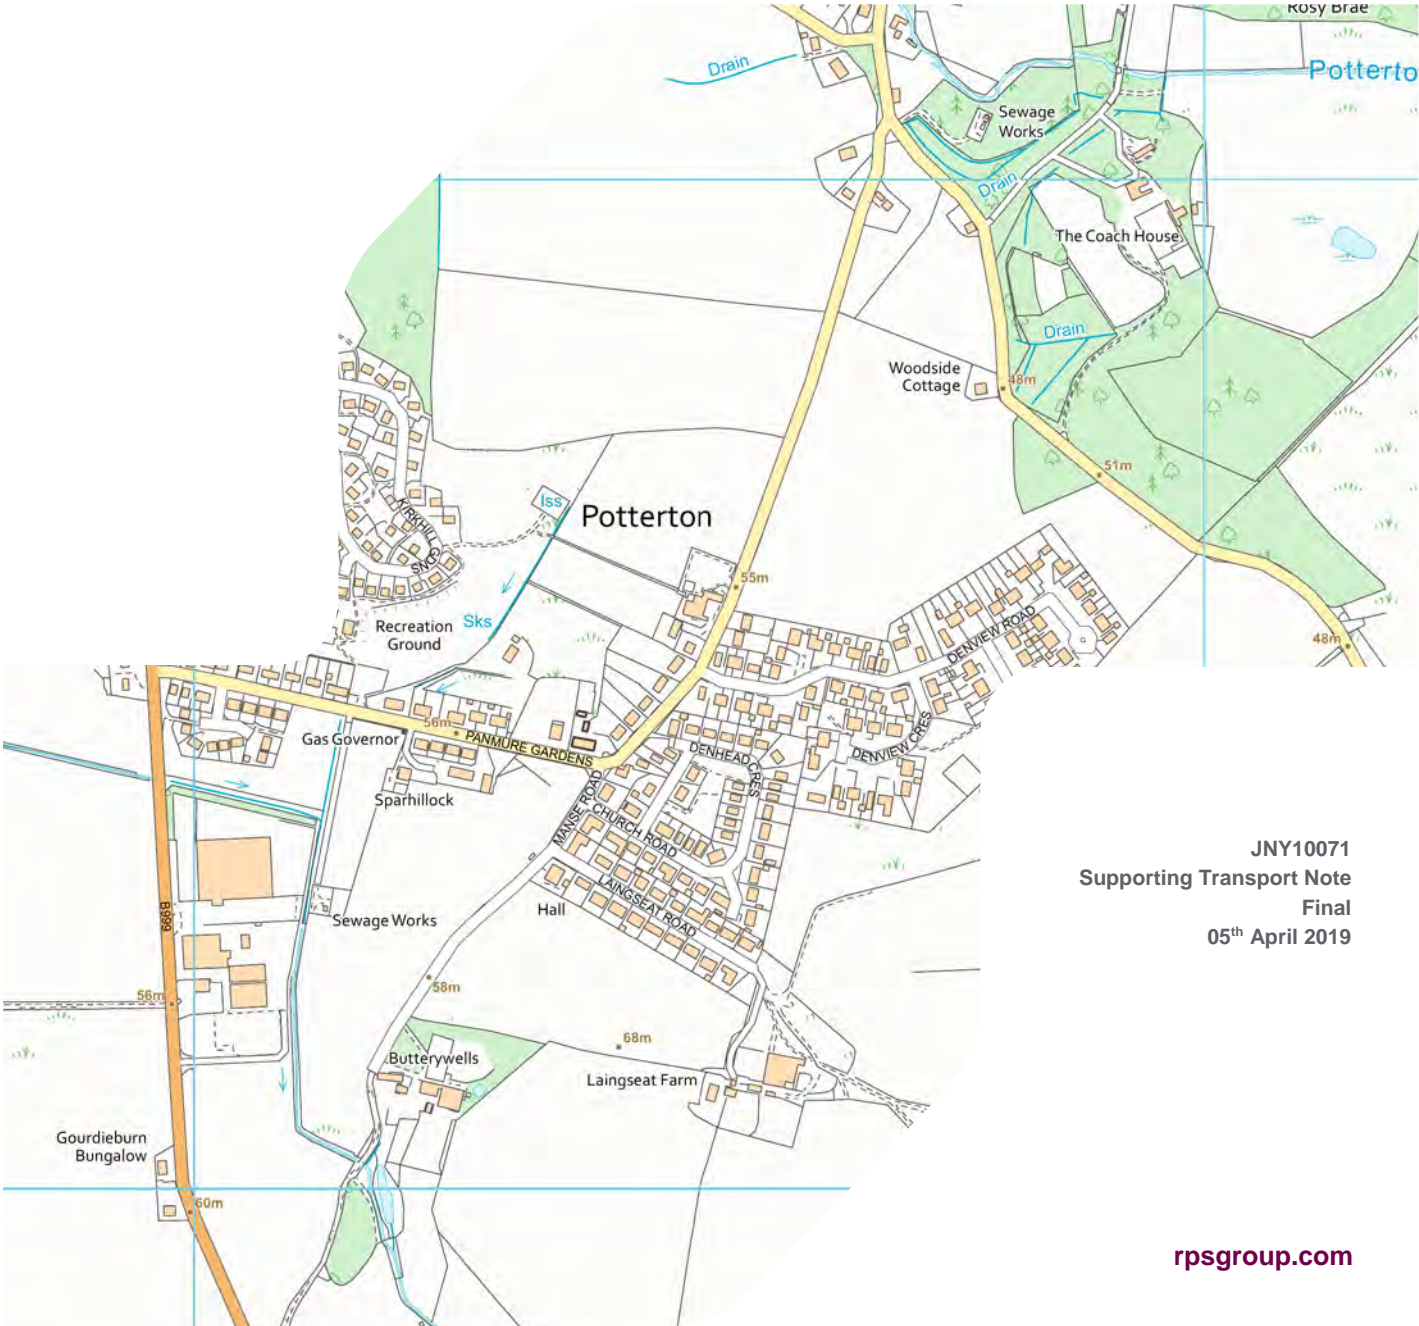 Rosy Brae
Drain
Potterto
Sewage
Works
Drain
The Coach House
Drain
Woodside
Cottage
48m
51m
KIRKHILL GDNS
Iss
Potterton
55m
Recreation
Ground
Sks
DENVIEW ROAD
48m
56m
Gas Governor
PANMURE GARDENS
DENHEAD CRES
DENVIEW CRES
Sparhillock
MANSE ROAD
CHURCH ROAD
LAINGSEAT ROAD
Hall
B999
Sewage Works
56m
58m
68m
Butterywells
Laingseat Farm
Gourdieburn
Bungalow
60m
JNY10071
Supporting Transport Note
Final
05th April 2019
rpsgroup.com